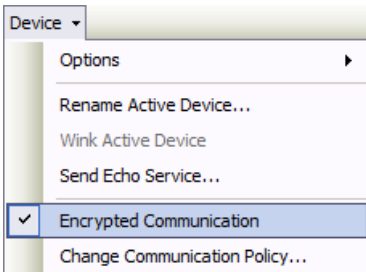 Device
Options
Rename Active Device...
Wink Active Device
Send Echo Service...
Encrypted Communication
Change Communication Policy...